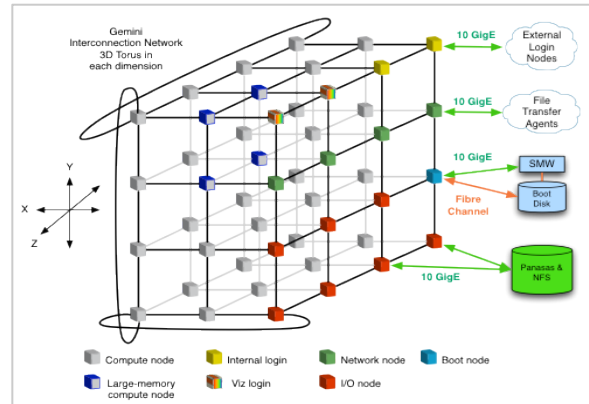 Gemini
Interconnection Network
3D Torus in
each dimension
10 GigE
External
Login
Nodes
10 GigE
File
Transfer
Agents
10 GigE
SMW
Boot
Disk
Fibre
Channel
Y
X
Z
10 GigE
Panasas &
NFS
Compute node
Internal login
Network node
Boot node
Large-memory
compute node
VIz login
I/O node